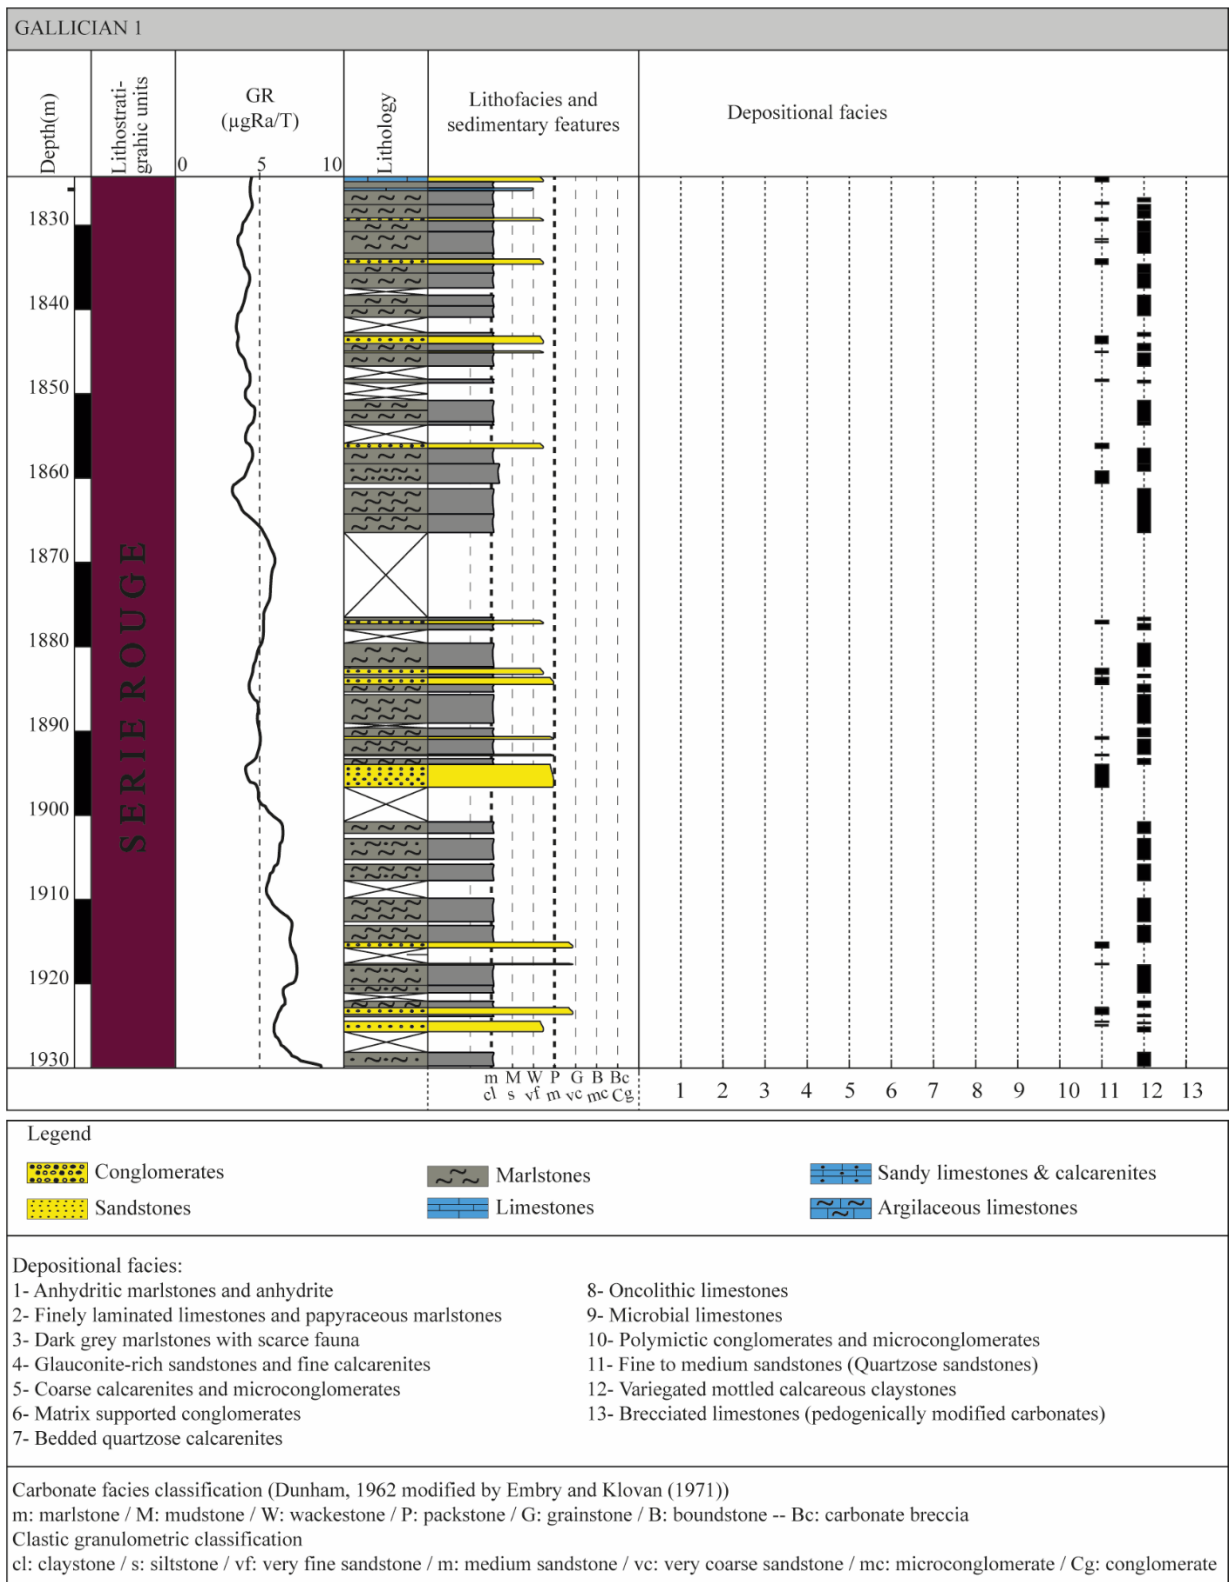 GALLICIAN 1
Depth(m)
Lithostrati-
grahic units
GR
(µgRa/T)
0 5 10
Lithology
Lithofacies and
sedimentary features
Depositional facies
1830
1840
1850
1860
1870
1880
1890
1900
1910
1920
1930
SERIE ROUGE
m M W P G B Bc
cl s vf m vc mc Cg
1 2 3 4 5 6 7 8 9 10 11 12 13
Legend
Conglomerates
Marlstones
Sandy limestones & calcarenites
Sandstones
Limestones
Argilaceous limestones
Depositional facies:
1- Anhydritic marlstones and anhydrite
2- Finely laminated limestones and papyraceous marlstones
3- Dark grey marlstones with scarce fauna
4- Glauconite-rich sandstones and fine calcarenites
5- Coarse calcarenites and microconglomerates
6- Matrix supported conglomerates
7- Bedded quartzose calcarenites
8- Oncolithic limestones
9- Microbial limestones
10- Polymictic conglomerates and microconglomerates
11- Fine to medium sandstones (Quartzose sandstones)
12- Variegated mottled calcareous claystones
13- Brecciated limestones (pedogenically modified carbonates)
Carbonate facies classification (Dunham, 1962 modified by Embry and Klovan (1971))
m: marlstone / M: mudstone / W: wackestone / P: packstone / G: grainstone / B: boundstone -- Bc: carbonate breccia
Clastic granulometric classification
cl: claystone / s: siltstone / vf: very fine sandstone / m: medium sandstone / vc: very coarse sandstone / mc: microconglomerate / Cg: conglomerate